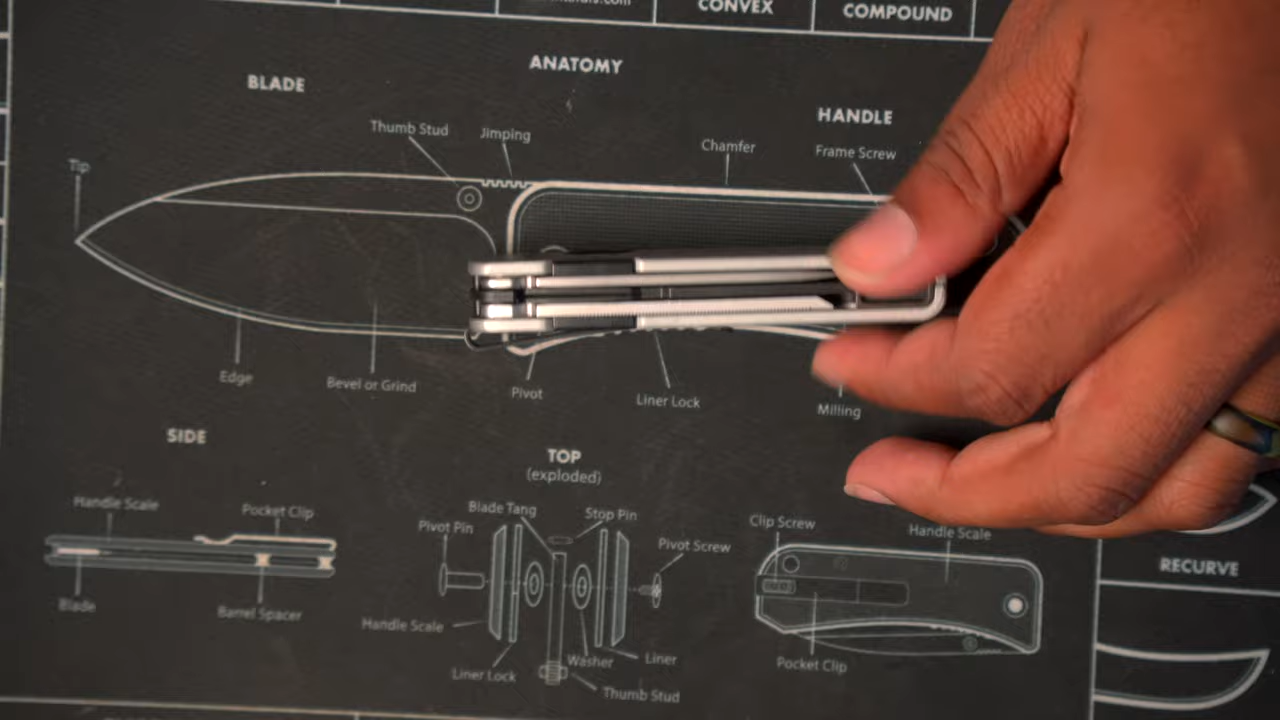 CONVEX
COMPOUND
ANATOMY
BLADE
HANDLE
Thumb Stud
Jimping
Chamfer
Frame Screw
Tip
Edge
Bevel or Grind
Pivot
Liner Lock
Milling
SIDE
TOP
(exploded)
Handle Scale
Pocket Clip
Blade
Barrel Spacer
Blade Tang
Stop Pin
Pivot Pin
Pivot Screw
Handle Scale
Liner Lock
Washer
Liner
Thumb Stud
Clip Screw
Handle Scale
Pocket Clip
RECURVE